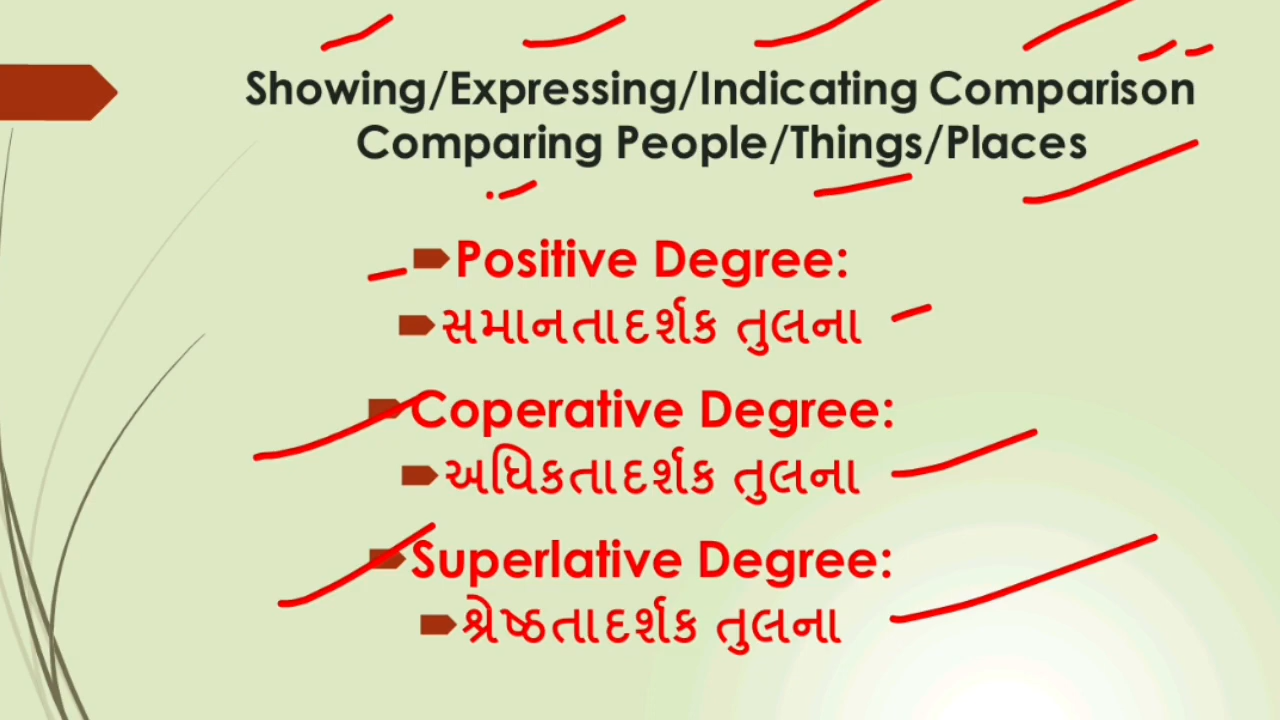 Showing/Expressing/Indicating Comparison
Comparing People/Things/Places
Positive Degree:
સમાનતાદર્શક તુલના
Coperative Degree:
અધિકતાદર્શક તુલના
Superlative Degree:
શ્રેષ્ઠતાદર્શક તુલના